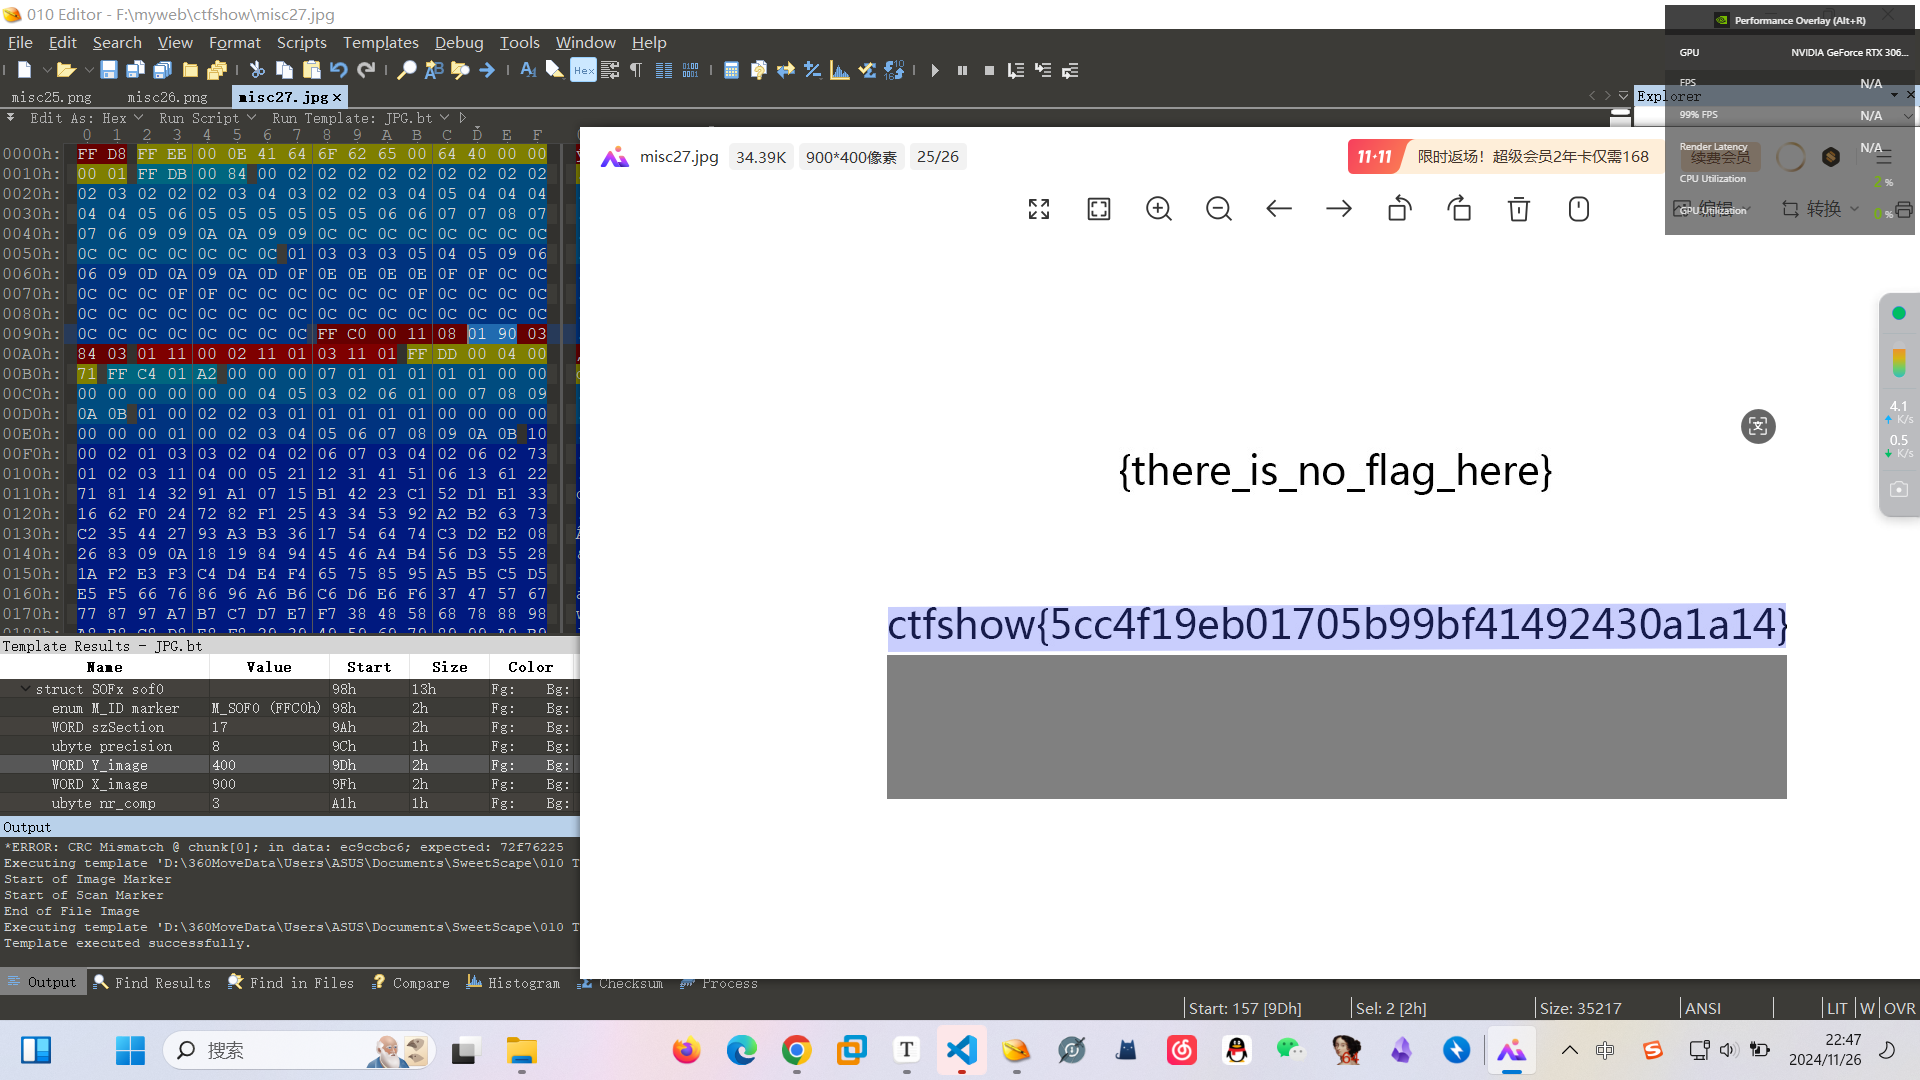 010 Editor - F:\myweb\ctfshow\misc27.jpg
File Edit Search View Format Scripts Templates Debug Tools Window Help
misc25.png misc26.png misc27.jpg
Edit As: Hex Run Script Run Template: JPG.bt
0 1 2 3 4 5 6 7 8 9 A B C D E F
0000h: FF D8 FF EE 00 0E 41 64 6F 62 65 00 64 40 00 00
0010h: 00 01 FF DB 00 84 00 02 02 02 02 02 02 02 02 02
0020h: 02 03 02 02 02 03 04 03 02 02 03 04 05 04 04 04
0030h: 04 04 05 06 05 05 05 05 05 05 06 06 07 07 08 07
0040h: 07 06 09 09 0A 0A 09 09 0C 0C 0C 0C 0C 0C 0C 0C
0050h: 0C 0C 0C 0C 0C 0C 0C 01 03 03 03 05 04 05 09 06
0060h: 06 09 0D 0A 09 0A 0D 0F 0E 0E 0E 0E 0F 0F 0C 0C
0070h: 0C 0C 0C 0F 0F 0C 0C 0C 0C 0C 0C 0F 0C 0C 0C 0C
0080h: 0C 0C 0C 0C 0C 0C 0C 0C 0C 0C 0C 0C 0C 0C 0C 0C
0090h: 0C 0C 0C 0C 0C 0C 0C 0C FF C0 00 11 08 01 90 03
00A0h: 84 03 01 11 00 02 11 01 03 11 01 FF DD 00 04 00
00B0h: 71 FF C4 01 A2 00 00 00 07 01 01 01 01 01 00 00
00C0h: 00 00 00 00 00 00 04 05 03 02 06 01 00 07 08 09
00D0h: 0A 0B 01 00 02 02 03 01 01 01 01 01 00 00 00 00
00E0h: 00 00 00 01 00 02 03 04 05 06 07 08 09 0A 0B 10
00F0h: 00 02 01 03 03 02 04 02 06 07 03 04 02 06 02 73
0100h: 01 02 03 11 04 00 05 21 12 31 41 51 06 13 61 22
0110h: 71 81 14 32 91 A1 07 15 B1 42 23 C1 52 D1 E1 33
0120h: 16 62 F0 24 72 82 F1 25 43 34 53 92 A2 B2 63 73
0130h: C2 35 44 27 93 A3 B3 36 17 54 64 74 C3 D2 E2 08
0140h: 26 83 09 0A 18 19 84 94 45 46 A4 B4 56 D3 55 28
0150h: 1A F2 E3 F3 C4 D4 E4 F4 65 75 85 95 A5 B5 C5 D5
0160h: E5 F5 66 76 86 96 A6 B6 C6 D6 E6 F6 37 47 57 67
0170h: 77 87 97 A7 B7 C7 D7 E7 F7 38 48 58 68 78 88 98
Template Results - JPG.bt
Name Value Start Size Color
struct SOFx sof0 98h 13h Fg: Bg:
enum M_ID marker M_SOF0 (FFC0h) 98h 2h Fg: Bg:
WORD szSection 17 9Ah 2h Fg: Bg:
ubyte precision 8 9Ch 1h Fg: Bg:
WORD Y_image 400 9Dh 2h Fg: Bg:
WORD X_image 900 9Fh 2h Fg: Bg:
ubyte nr_comp 3 A1h 1h Fg: Bg:
Output
*ERROR: CRC Mismatch @ chunk[0]; in data: ec9ccbc6; expected: 72f76225
Executing template 'D:\360MoveData\Users\ASUS\Documents\SweetScape\010 T
Start of Image Marker
Start of Scan Marker
End of File Image
Executing template 'D:\360MoveData\Users\ASUS\Documents\SweetScape\010 T
Template executed successfully.
Output Find Results Find in Files Compare Histogram Checksum Process
Start: 157 [9Dh] Sel: 2 [2h] Size: 35217 ANSI LIT W OVR
Explorer
misc27.jpg 34.39K 900*400像素 25/26
11·11 限时返场！超级会员2年卡仅需168 续费会员
编辑 转换
{there_is_no_flag_here}
ctfshow{5cc4f19eb01705b99bf41492430a1a14}
Performance Overlay (Alt+R)
GPU NVIDIA GeForce RTX 306...
FPS N/A
99% FPS N/A
Render Latency N/A
CPU Utilization 2 %
GPU Utilization 0 %
4.1
K/s
0.5
K/s
搜索
中
22:47
2024/11/26